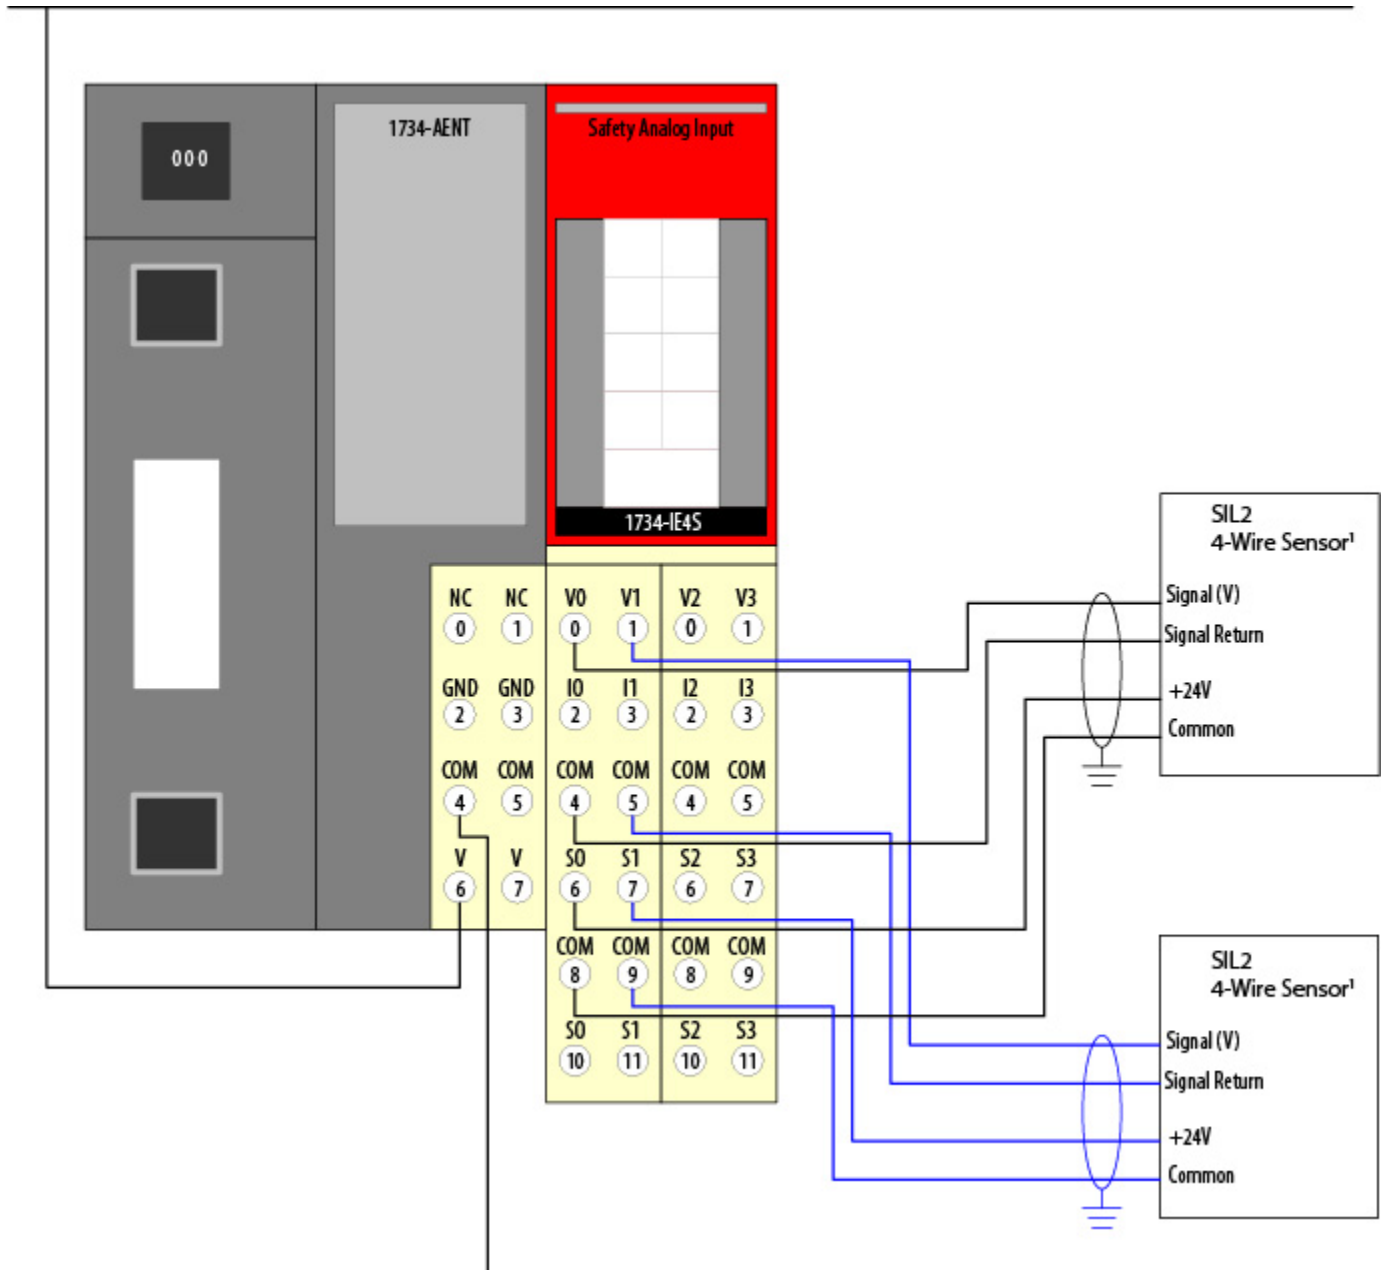 000
1734-AENT
Safety Analog Input
1734-IE4S
NC NC V0 V1 V2 V3
0 1 0 1 0 1
GND GND I0 I1 I2 I3
2 3 2 3 2 3
COM COM COM COM COM COM
4 5 4 5 4 5
V V S0 S1 S2 S3
6 7 6 7 6 7
COM COM COM COM
8 9 8 9
S0 S1 S2 S3
10 11 10 11
SIL2
4-Wire Sensor¹
Signal (V)
Signal Return
+24V
Common
SIL2
4-Wire Sensor¹
Signal (V)
Signal Return
+24V
Common